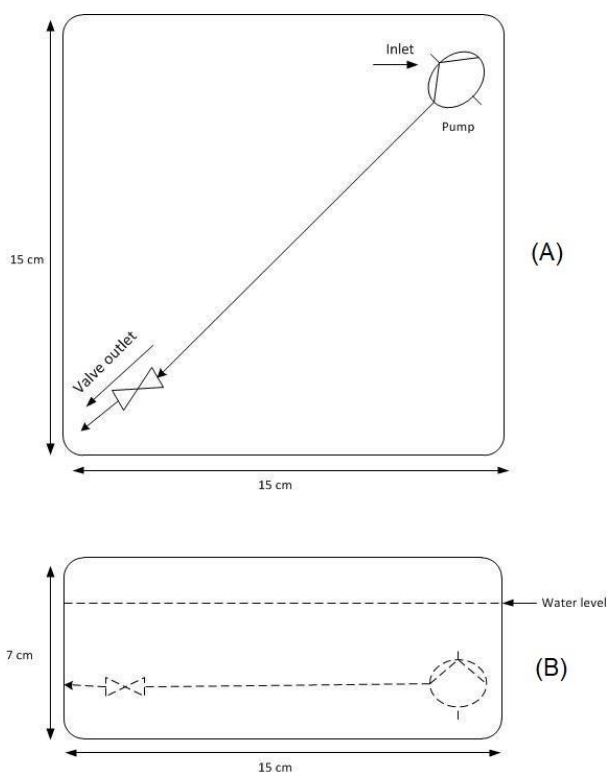 Inlet
Pump
15 cm
(A)
Valve outlet
15 cm
Water level
7 cm
(B)
15 cm